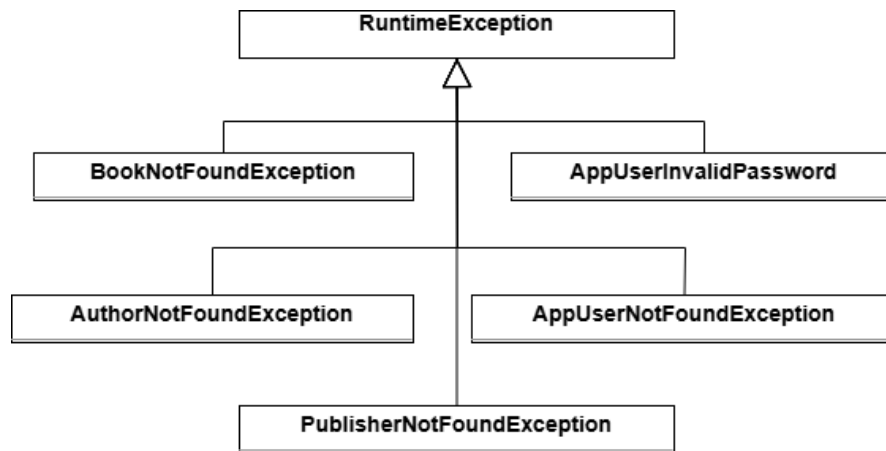 RuntimeException
BookNotFoundException
AppUserInvalidPassword
AuthorNotFoundException
AppUserNotFoundException
PublisherNotFoundException